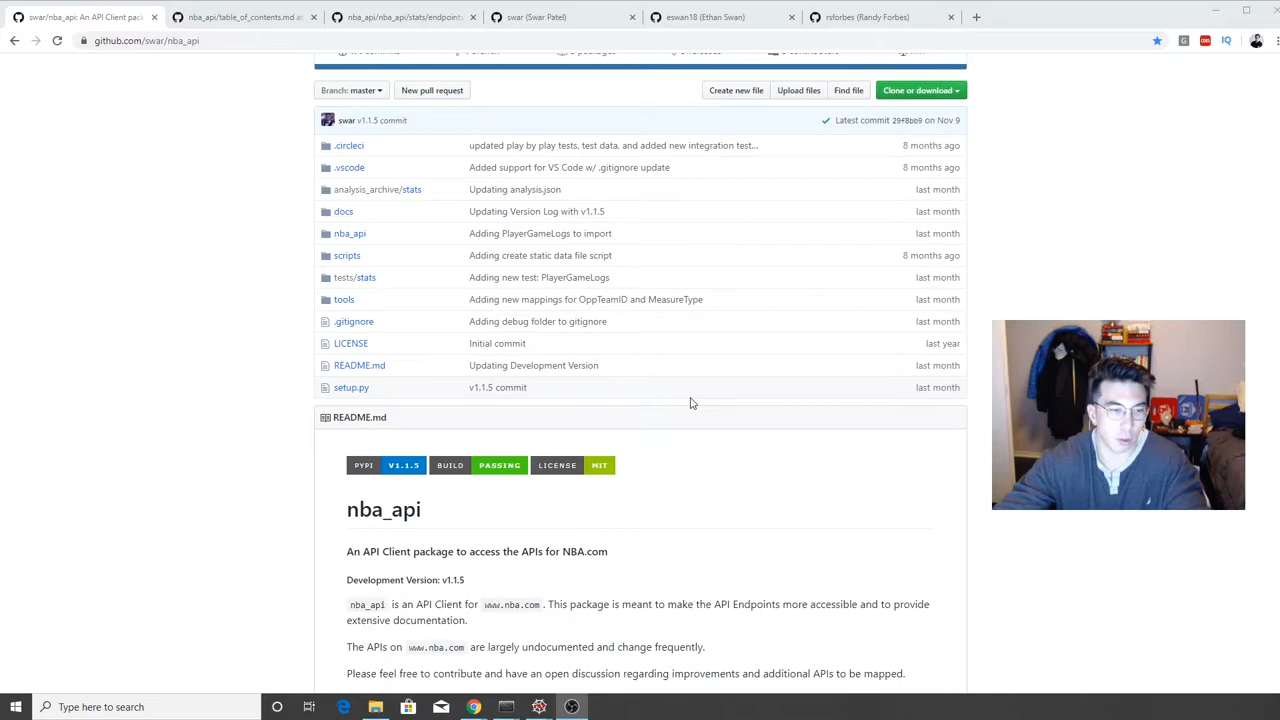 swar/nba_api: An API Client pack
nba_api/table_of_contents.md at
nba_api/nba_api/stats/endpoints
swar (Swar Patel)
eswan18 (Ethan Swan)
rsforbes (Randy Forbes)
github.com/swar/nba_api
Branch: master
New pull request
Create new file
Upload files
Find file
Clone or download
swar v1.1.5 commit
Latest commit 29f8bb9 on Nov 9
.circleci updated play by play tests, test data, and added new integration test... 8 months ago
.vscode Added support for VS Code w/ .gitignore update 8 months ago
analysis_archive/stats Updating analysis.json last month
docs Updating Version Log with v1.1.5 last month
nba_api Adding PlayerGameLogs to import last month
scripts Adding create static data file script 8 months ago
tests/stats Adding new test: PlayerGameLogs last month
tools Adding new mappings for OppTeamID and MeasureType last month
.gitignore Adding debug folder to gitignore last month
LICENSE Initial commit last year
README.md Updating Development Version last month
setup.py v1.1.5 commit last month
README.md
PYPI V1.1.5 BUILD PASSING LICENSE MIT
nba_api
An API Client package to access the APIs for NBA.com
Development Version: v1.1.5
nba_api is an API Client for www.nba.com. This package is meant to make the API Endpoints more accessible and to provide
extensive documentation.
The APIs on www.nba.com are largely undocumented and change frequently.
Please feel free to contribute and have an open discussion regarding improvements and additional APIs to be mapped.
Type here to search